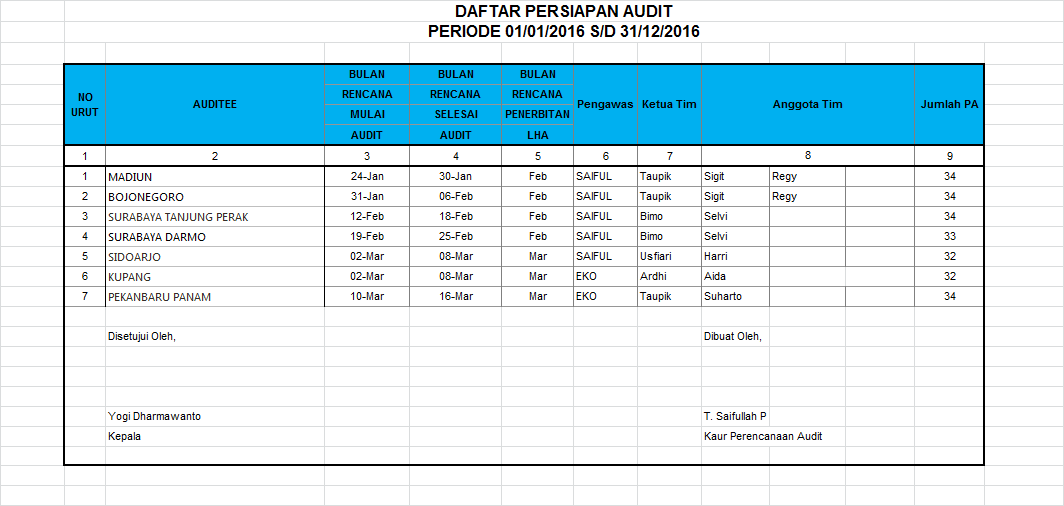 DAFTAR PERSIAPAN AUDIT
PERIODE 01/01/2016 S/D 31/12/2016
NO URUT AUDITEE BULAN RENCANA MULAI AUDIT BULAN RENCANA SELESAI AUDIT BULAN RENCANA PENERBITAN LHA Pengawas Ketua Tim Anggota Tim Jumlah PA
1 2 3 4 5 6 7 8 9
1 MADIUN 24-Jan 30-Jan Feb SAIFUL Taupik Sigit Regy 34
2 BOJONEGORO 31-Jan 06-Feb Feb SAIFUL Taupik Sigit Regy 34
3 SURABAYA TANJUNG PERAK 12-Feb 18-Feb Feb SAIFUL Bimo Selvi 34
4 SURABAYA DARMO 19-Feb 25-Feb Feb SAIFUL Bimo Selvi 33
5 SIDOARJO 02-Mar 08-Mar Mar SAIFUL Usfiari Harri 32
6 KUPANG 02-Mar 08-Mar Mar EKO Ardhi Aida 32
7 PEKANBARU PANAM 10-Mar 16-Mar Mar EKO Taupik Suharto 34
Disetujui Oleh, Dibuat Oleh,
Yogi Dharmawanto T. Saifullah P
Kepala Kaur Perencanaan Audit